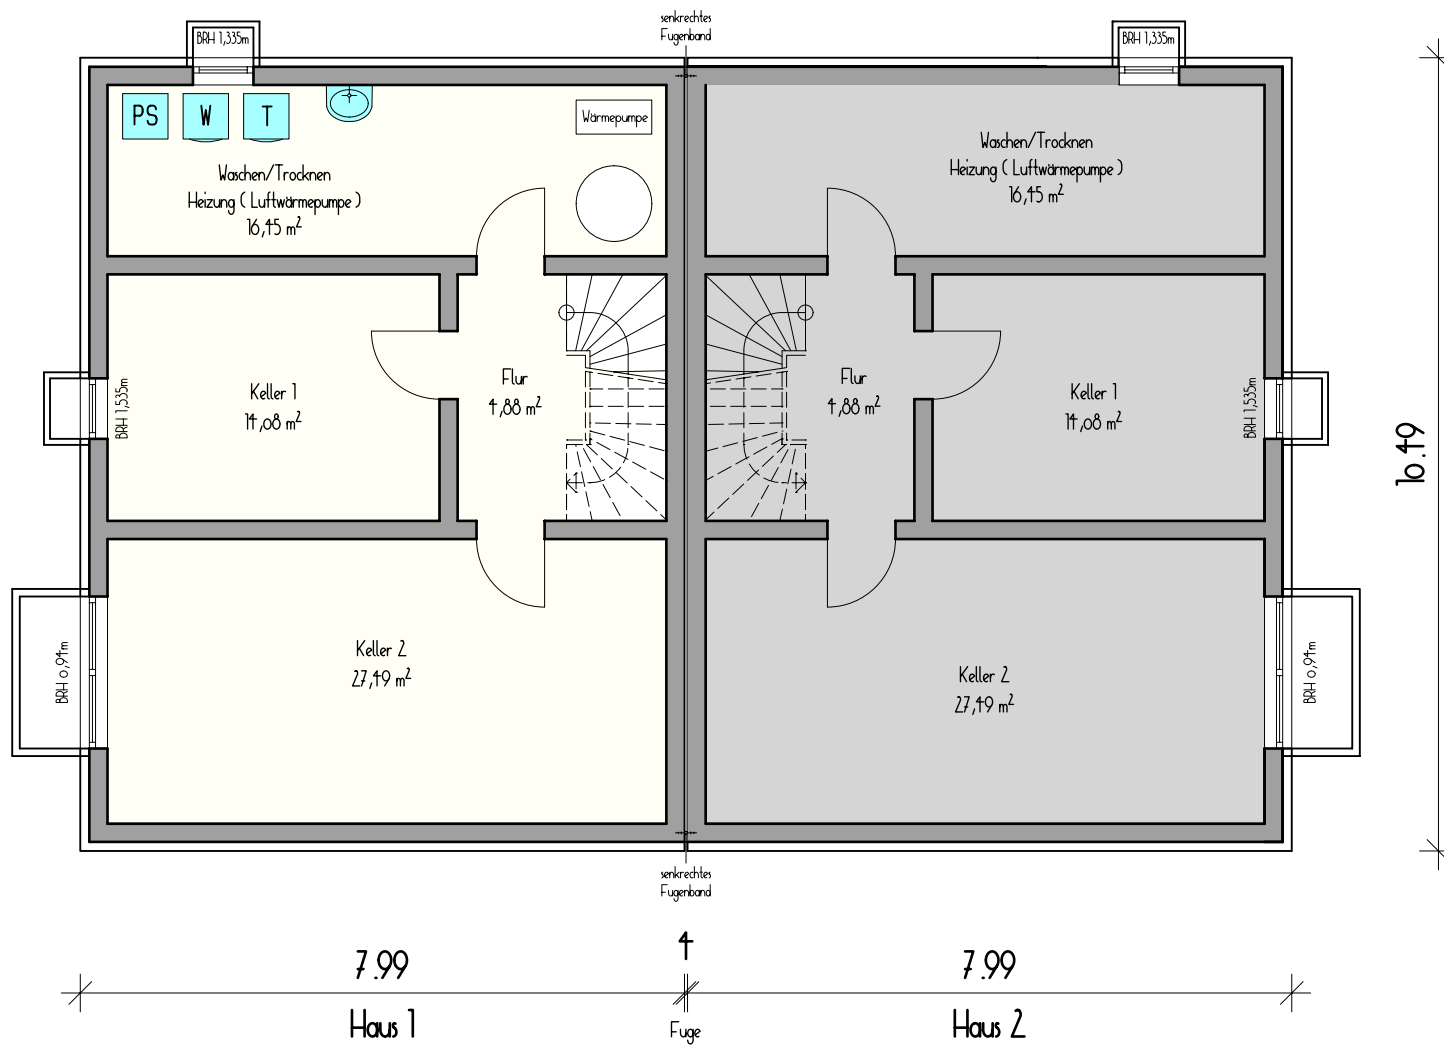 senkrechtes
Fugenband
BRH 1,335m
BRH 1,335m
PS
W
T
Wärmepumpe
Waschen/Trocknen
Heizung ( Luftwärmepumpe )
16,45 m²
Waschen/Trocknen
Heizung ( Luftwärmepumpe )
16,45 m²
BRH 1,535m
Keller 1
14,08 m²
Flur
4,88 m²
Flur
4,88 m²
Keller 1
14,08 m²
BRH 1,535m
10.49
BRH 0,94m
Keller 2
27,49 m²
Keller 2
27,49 m²
BRH 0,94m
senkrechtes
Fugenband
7.99
4
7.99
Haus 1
Fuge
Haus 2